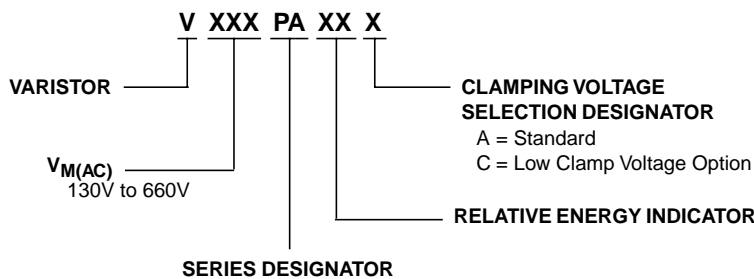 V XXX PA XX X
VARISTOR
CLAMPING VOLTAGE
SELECTION DESIGNATOR
A = Standard
C = Low Clamp Voltage Option
VM(AC)
130V to 660V
RELATIVE ENERGY INDICATOR
SERIES DESIGNATOR